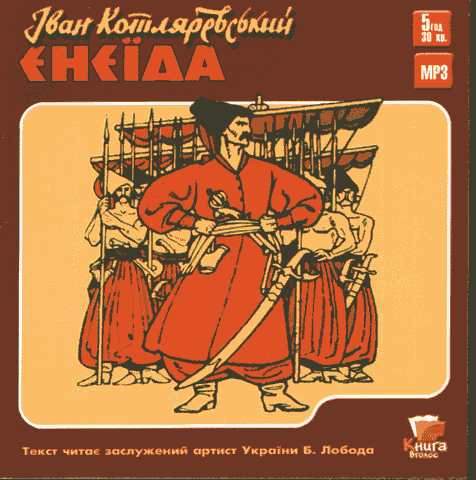 Іван Котляревський
ЕНЕЇДА
5 год
30 хв.
MP3
Текст читає заслужений артист України Б. Лобода
Книга
вголос